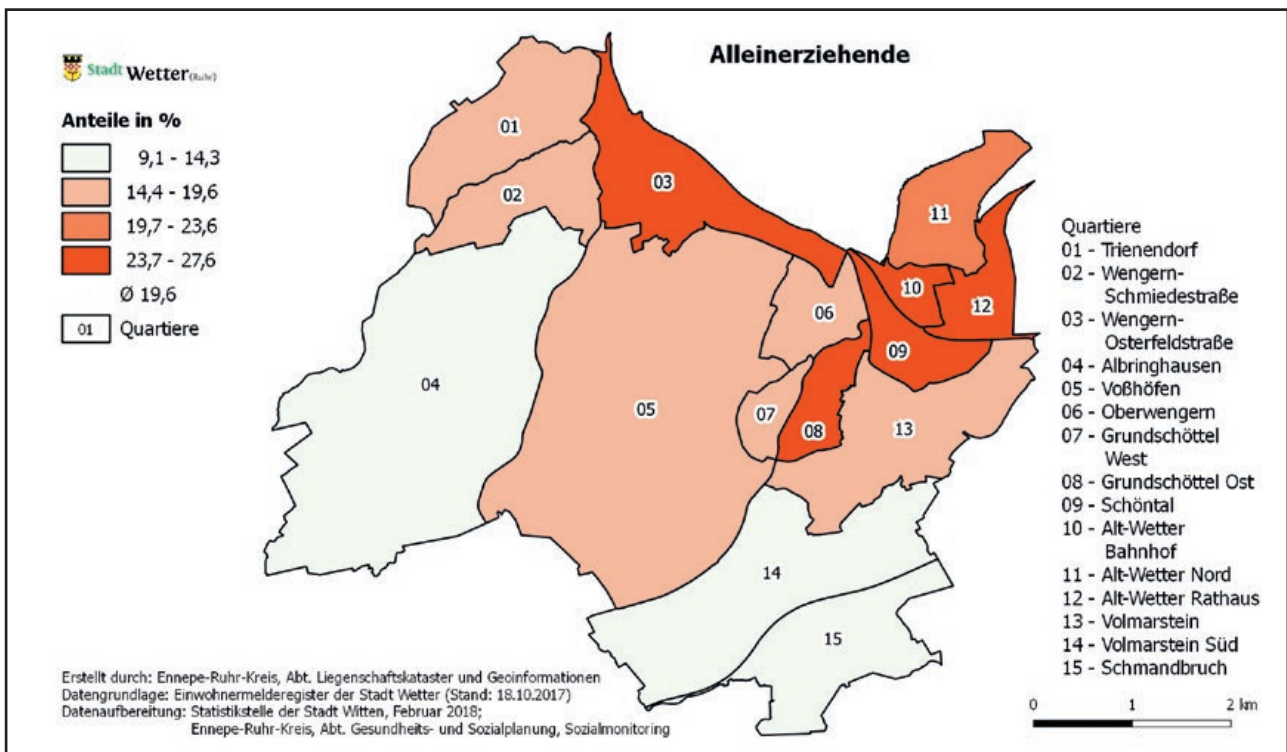 Alleinerziehende
Stadt Wetter (Ruhr)
Anteile in %
9,1 - 14,3
14,4 - 19,6
19,7 - 23,6
23,7 - 27,6
Ø 19,6
01 Quartiere
01
02
03
04
05
06
07
08
09
10
11
12
13
14
15
Quartiere
01 - Trienendorf
02 - Wengern-
Schmiedestraße
03 - Wengern-
Osterfeldstraße
04 - Albringhausen
05 - Voßhöfen
06 - Oberwengern
07 - Grundschöttel
West
08 - Grundschöttel Ost
09 - Schöntal
10 - Alt-Wetter
Bahnhof
11 - Alt-Wetter Nord
12 - Alt-Wetter Rathaus
13 - Volmarstein
14 - Volmarstein Süd
15 - Schmandbruch
0 1 2 km
Erstellt durch: Ennepe-Ruhr-Kreis, Abt. Liegenschaftskataster und Geoinformationen
Datengrundlage: Einwohnermelderegister der Stadt Wetter (Stand: 18.10.2017)
Datenaufbereitung: Statistikstelle der Stadt Witten, Februar 2018;
Ennepe-Ruhr-Kreis, Abt. Gesundheits- und Sozialplanung, Sozialmonitoring